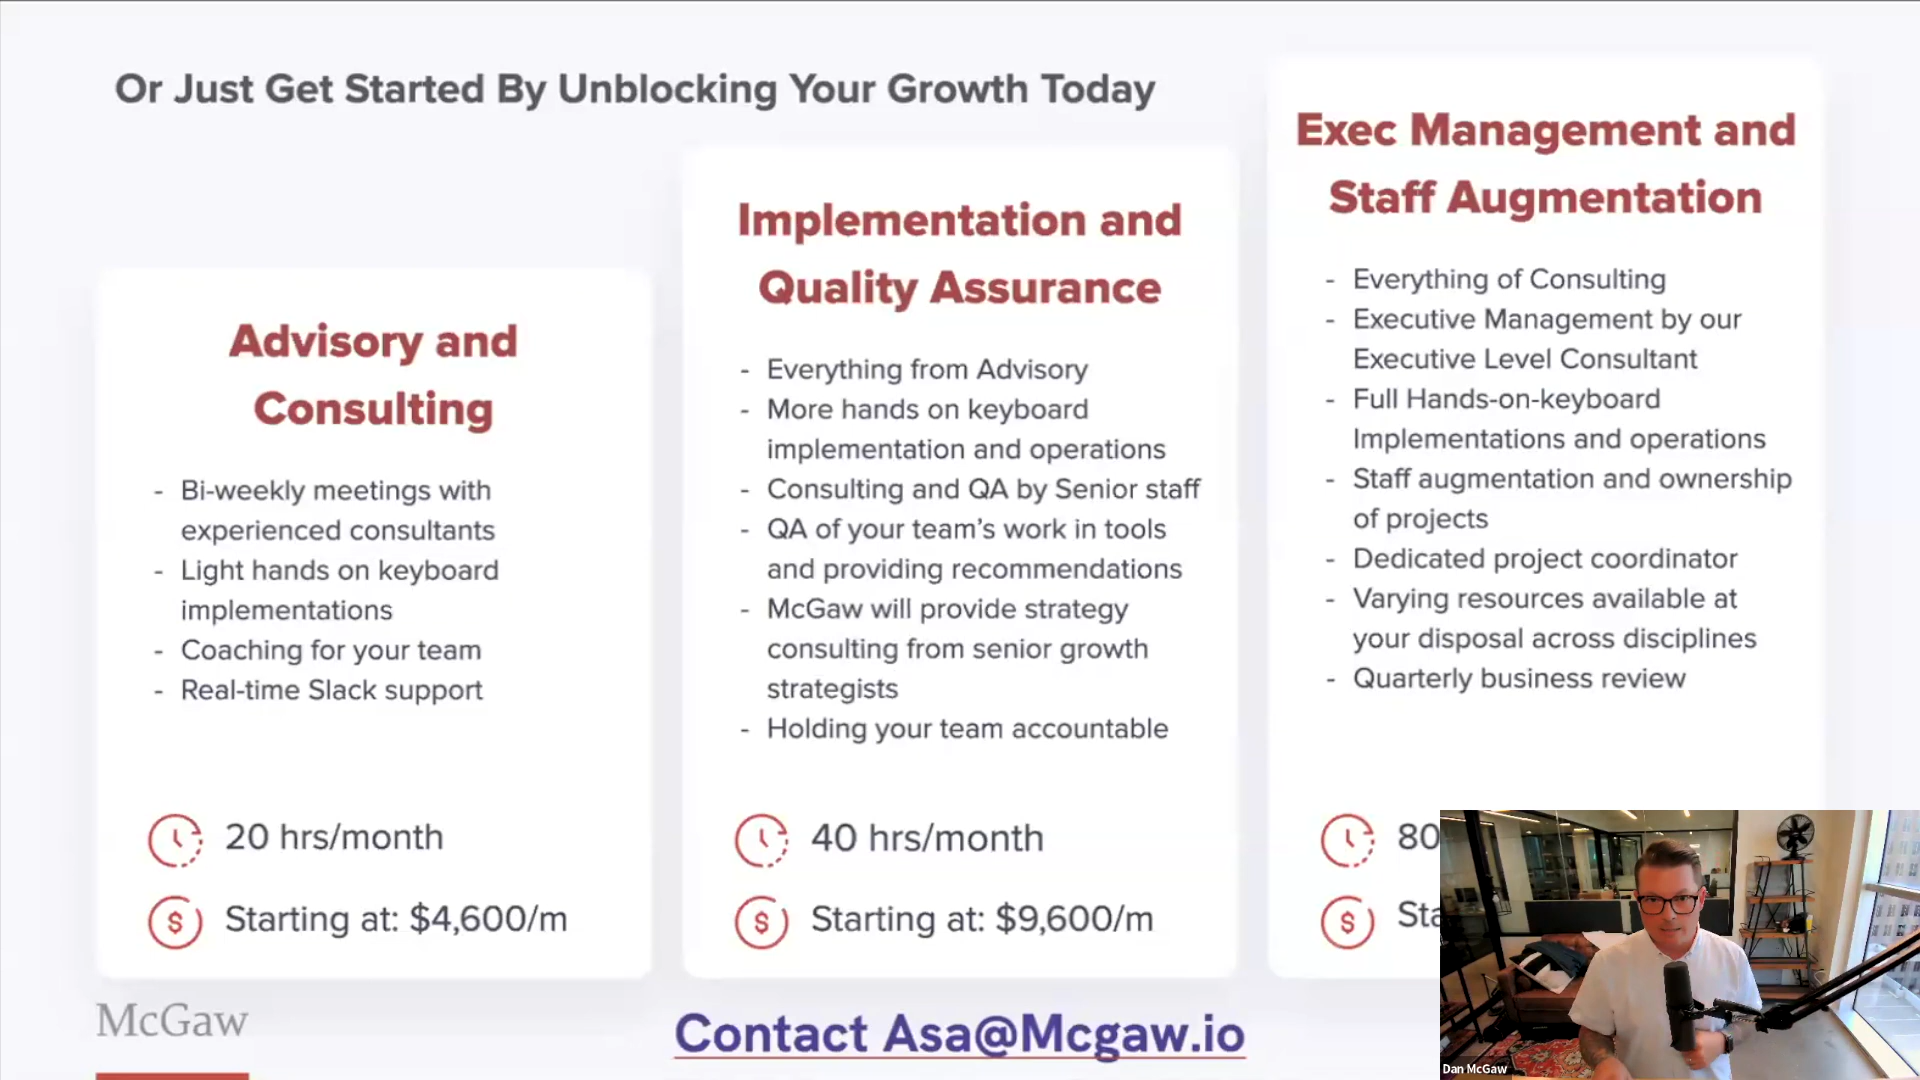 Or Just Get Started By Unblocking Your Growth Today
Advisory and
Consulting
- Bi-weekly meetings with
experienced consultants
- Light hands on keyboard
implementations
- Coaching for your team
- Real-time Slack support
20 hrs/month
$ Starting at: $4,600/m
Implementation and
Quality Assurance
- Everything from Advisory
- More hands on keyboard
implementation and operations
- Consulting and QA by Senior staff
- QA of your team’s work in tools
and providing recommendations
- McGaw will provide strategy
consulting from senior growth
strategists
- Holding your team accountable
40 hrs/month
$ Starting at: $9,600/m
Exec Management and
Staff Augmentation
- Everything of Consulting
- Executive Management by our
Executive Level Consultant
- Full Hands-on-keyboard
Implementations and operations
- Staff augmentation and ownership
of projects
- Dedicated project coordinator
- Varying resources available at
your disposal across disciplines
- Quarterly business review
80
$ Sta
McGaw
Contact Asa@Mcgaw.io
Dan McGaw